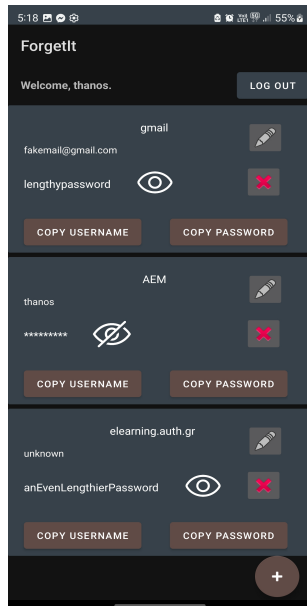 5:18 55%
ForgetIt
Welcome, thanos. LOG OUT
gmail
fakemail@gmail.com
lengthypassword
COPY USERNAME COPY PASSWORD
AEM
thanos
*********
COPY USERNAME COPY PASSWORD
elearning.auth.gr
unknown
anEvenLengthierPassword
COPY USERNAME COPY PASSWORD
+